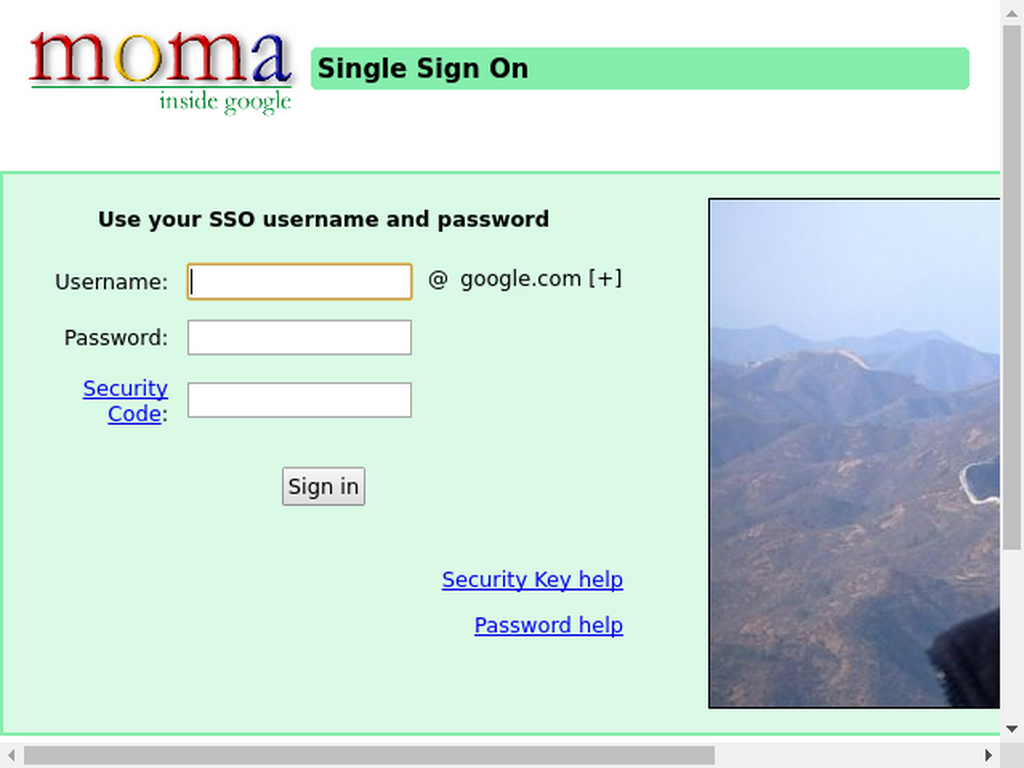 moma
inside google
Single Sign On
Use your SSO username and password
Username:
@ google.com [+]
Password:
Security
Code:
Sign in
Security Key help
Password help